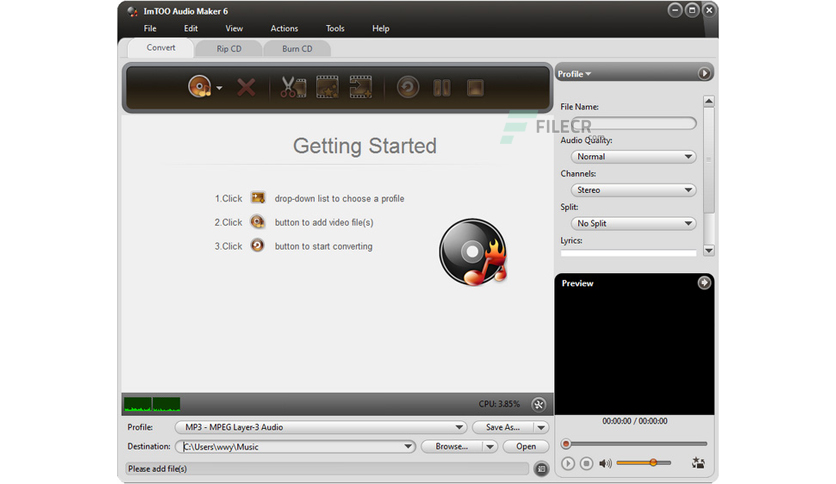 ImTOO Audio Maker 6
File Edit View Actions Tools Help
Convert Rip CD Burn CD
Getting Started
1.Click drop-down list to choose a profile
2.Click button to add video file(s)
3.Click button to start converting
CPU: 3.85%
Profile: MP3 - MPEG Layer-3 Audio Save As...
Destination: C:\Users\wwy\Music Browse... Open
Please add file(s)
Profile
File Name:
FILECR
.com
Audio Quality:
Normal
Channels:
Stereo
Split:
No Split
Lyrics:
Preview
00:00:00 / 00:00:00